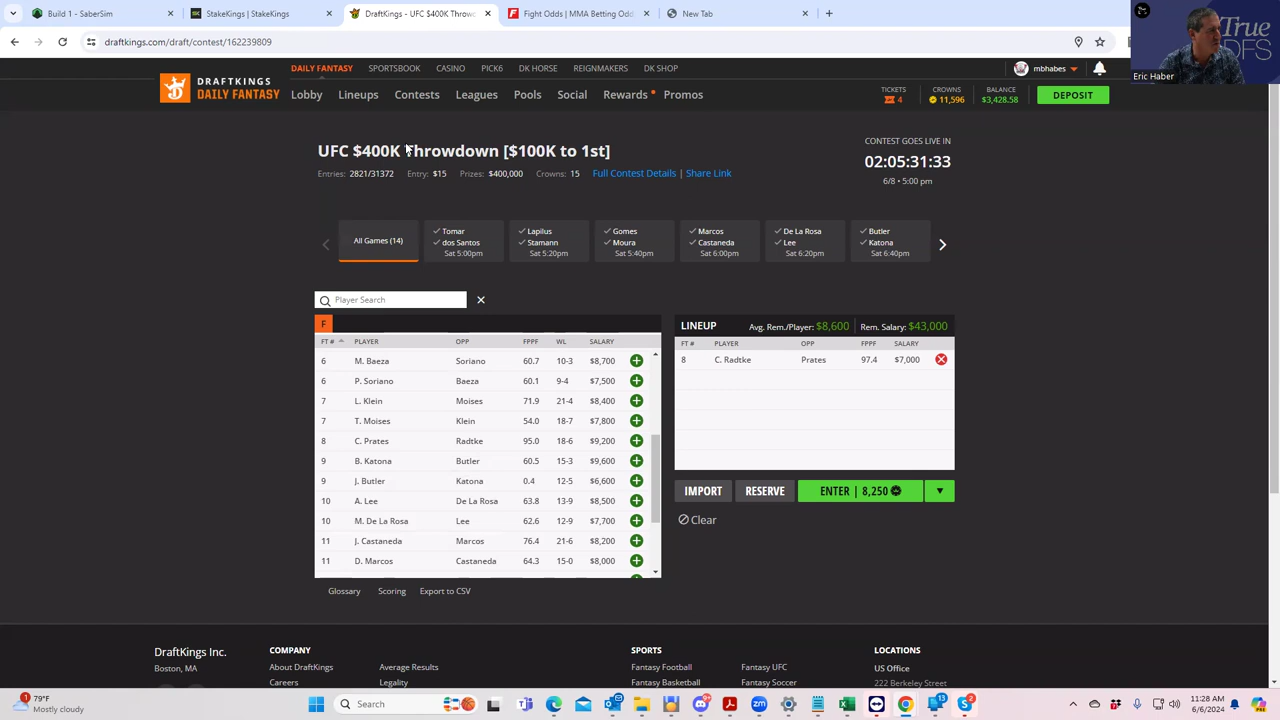 Build 1 - SaberSim
StakeKings | StakeKings
DraftKings | UFC $400K Throwd
Fight Odds | MMA Betting Odd
New Tab
draftkings.com/draft/contest/162239809
True
DFS
Eric Haber
DAILY FANTASY SPORTSBOOK CASINO PICK6 DK HORSE REIGNMAKERS DK SHOP
mbhabes
DRAFTKINGS
DAILY FANTASY
Lobby Lineups Contests Leagues Pools Social Rewards Promos
TICKETS CROWNS BALANCE
4 11,596 $3,428.58
DEPOSIT
UFC $400K Throwdown [$100K to 1st]
CONTEST GOES LIVE IN
02:05:31:33
6/8 • 5:00 pm
Entries: 2821/31372 Entry: $15 Prizes: $400,000 Crowns: 15 Full Contest Details | Share Link
All Games (14)
Tomar
dos Santos
Sat 5:00pm
Lapilus
Stamann
Sat 5:20pm
Gomes
Moura
Sat 5:40pm
Marcos
Castaneda
Sat 6:00pm
De La Rosa
Lee
Sat 6:20pm
Butler
Katona
Sat 6:40pm
Player Search
F
FT # PLAYER OPP FPPF WL SALARY
6 M. Baeza Soriano 60.7 10-3 $8,700
6 P. Soriano Baeza 60.1 9-4 $7,500
7 L. Klein Moises 71.9 21-4 $8,400
7 T. Moises Klein 54.0 18-7 $7,800
8 C. Prates Radtke 95.0 18-6 $9,200
9 B. Katona Butler 60.5 15-3 $9,600
9 J. Butler Katona 0.4 12-5 $6,600
10 A. Lee De La Rosa 63.8 13-9 $8,500
10 M. De La Rosa Lee 62.6 12-9 $7,700
11 J. Castaneda Marcos 76.4 21-6 $8,200
11 D. Marcos Castaneda 64.3 15-0 $8,000
LINEUP Avg. Rem./Player: $8,600 Rem. Salary: $43,000
FT # PLAYER OPP FPPF SALARY
8 C. Radtke Prates 97.4 $7,000
IMPORT RESERVE ENTER | 8,250
Clear
Glossary Scoring Export to CSV
DraftKings Inc.
Boston, MA
COMPANY
About DraftKings Average Results
Careers Legality
SPORTS
Fantasy Football Fantasy UFC
Fantasy Basketball Fantasy Soccer
LOCATIONS
US Office
222 Berkeley Street
1
79°F
Mostly cloudy
Search
13
2
11:28 AM
6/6/2024